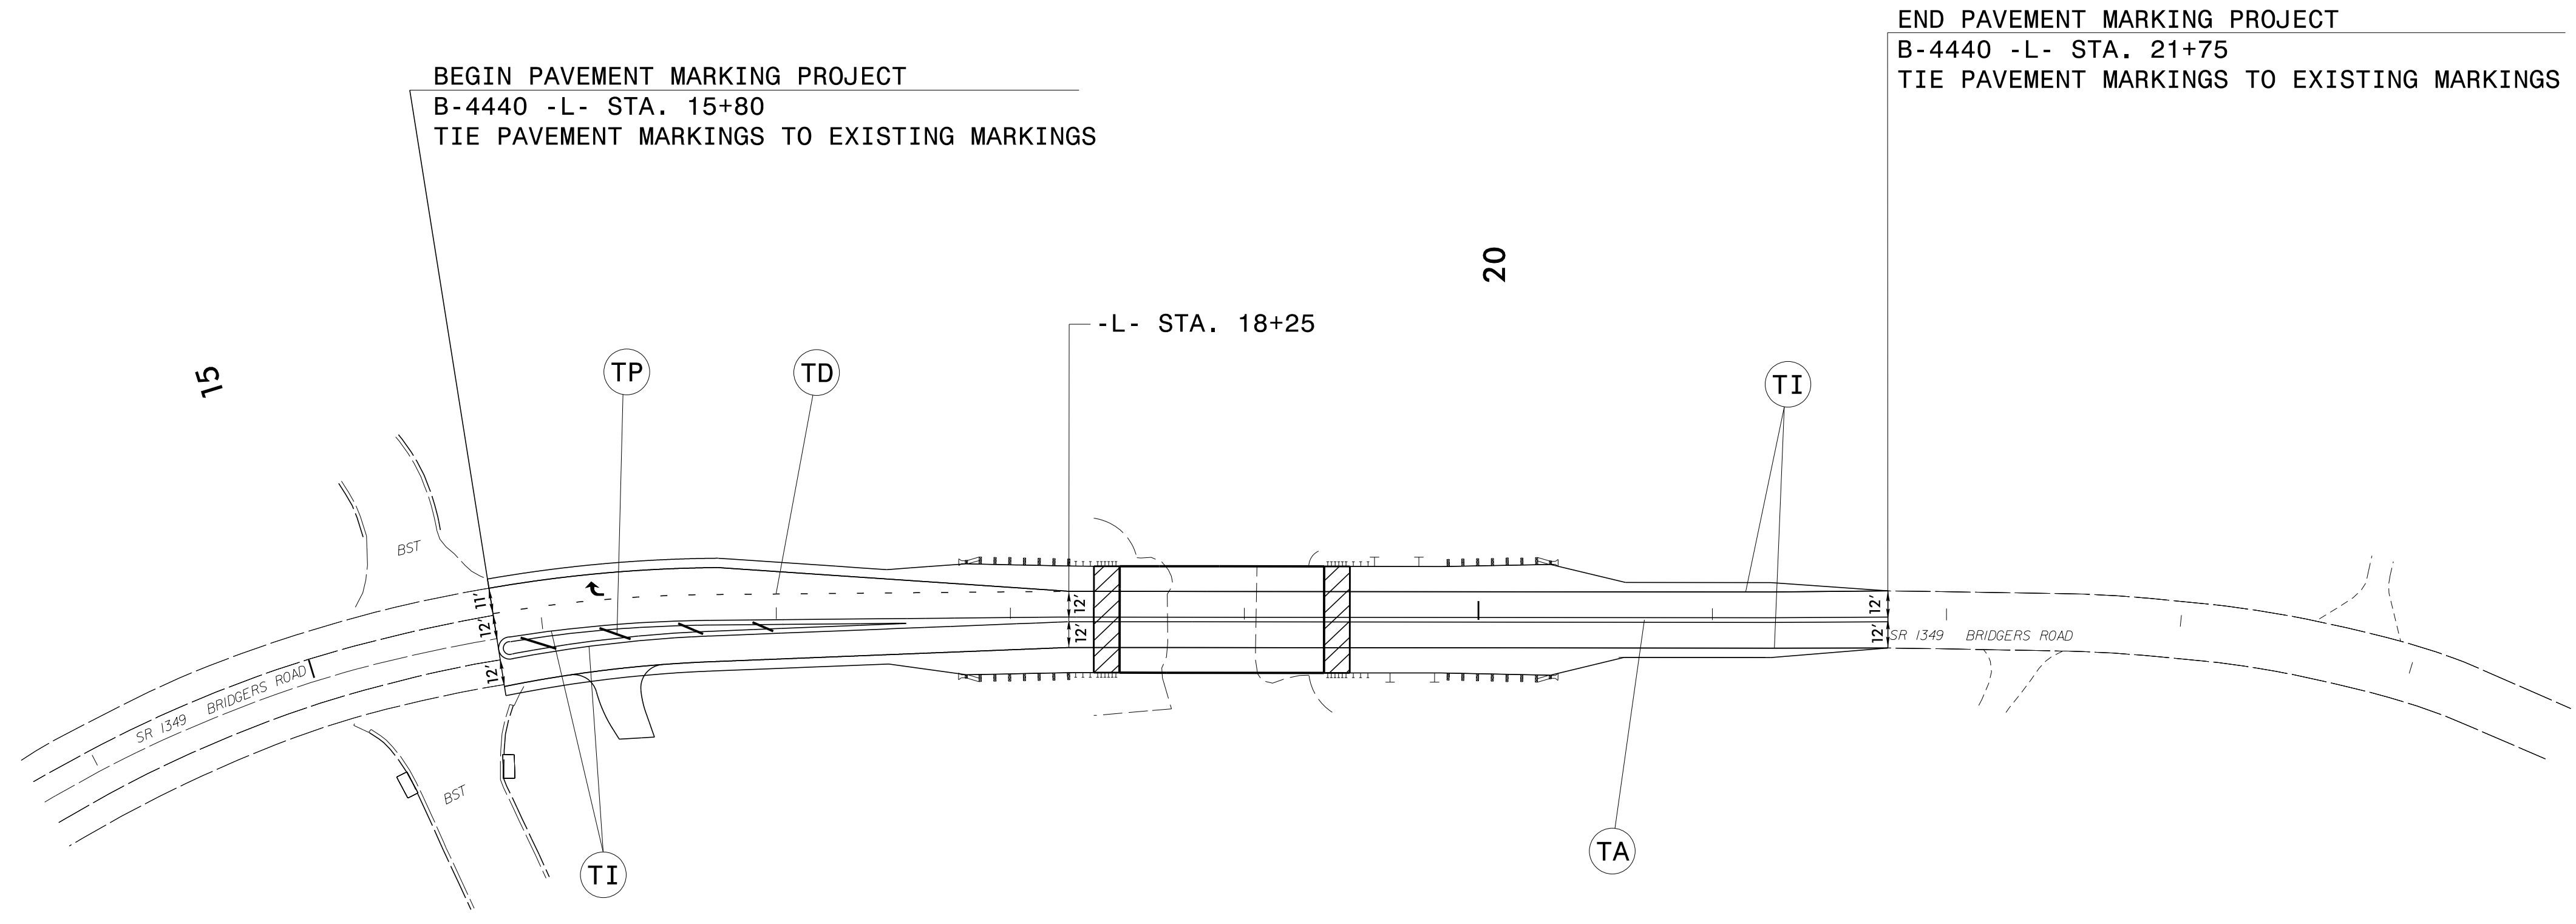 END PAVEMENT MARKING PROJECT
B-4440 -L- STA. 21+75
TIE PAVEMENT MARKINGS TO EXISTING MARKINGS
BEGIN PAVEMENT MARKING PROJECT
B-4440 -L- STA. 15+80
TIE PAVEMENT MARKINGS TO EXISTING MARKINGS
20
-L- STA. 18+25
15
TP
TD
TI
BST
11'
12'
12'
12'
12'
12'
12'
SR 1349 BRIDGERS ROAD
SR 1349 BRIDGERS ROAD
BST
TI
TA